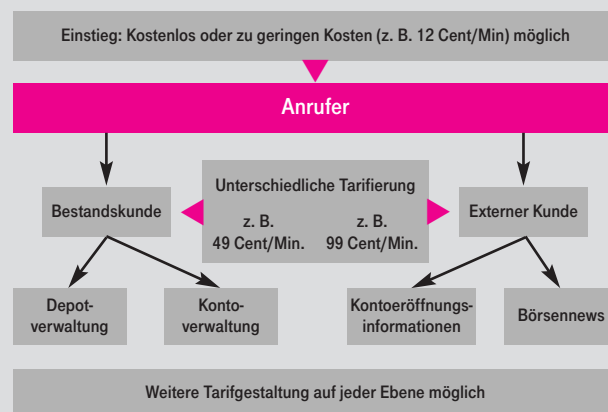 Einstieg: Kostenlos oder zu geringen Kosten (z. B. 12 Cent/Min) möglich
Anrufer
Unterschiedliche Tarifierung
Bestandskunde
z. B. z. B.
49 Cent/Min. 99 Cent/Min.
Externer Kunde
Depot-
verwaltung
Konto-
verwaltung
Kontoeröffnungs-
informationen
Börsennews
Weitere Tarifgestaltung auf jeder Ebene möglich